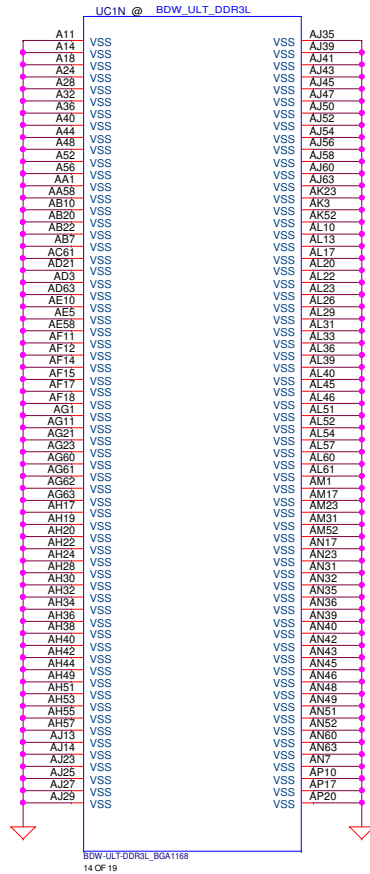 UC1N @ BDW_ULT_DDR3L
A11 VSS VSS AJ35
A14 VSS VSS AJ39
A18 VSS VSS AJ41
A24 VSS VSS AJ43
A28 VSS VSS AJ45
A32 VSS VSS AJ47
A36 VSS VSS AJ50
A40 VSS VSS AJ52
A44 VSS VSS AJ54
A48 VSS VSS AJ56
A52 VSS VSS AJ58
A56 VSS VSS AJ60
AA1 VSS VSS AJ63
AA58 VSS VSS AK23
AB10 VSS VSS AK3
AB20 VSS VSS AK52
AB22 VSS VSS AL10
AB7 VSS VSS AL13
AC61 VSS VSS AL17
AD21 VSS VSS AL20
AD3 VSS VSS AL22
AD63 VSS VSS AL23
AE10 VSS VSS AL26
AE5 VSS VSS AL29
AE58 VSS VSS AL31
AF11 VSS VSS AL33
AF12 VSS VSS AL36
AF14 VSS VSS AL39
AF15 VSS VSS AL40
AF17 VSS VSS AL45
AF18 VSS VSS AL46
AG1 VSS VSS AL51
AG11 VSS VSS AL52
AG21 VSS VSS AL54
AG23 VSS VSS AL57
AG60 VSS VSS AL60
AG61 VSS VSS AL61
AG62 VSS VSS AM1
AG63 VSS VSS AM17
AH17 VSS VSS AM23
AH19 VSS VSS AM31
AH20 VSS VSS AM52
AH22 VSS VSS AN17
AH24 VSS VSS AN23
AH28 VSS VSS AN31
AH30 VSS VSS AN32
AH32 VSS VSS AN35
AH34 VSS VSS AN36
AH36 VSS VSS AN39
AH38 VSS VSS AN40
AH40 VSS VSS AN42
AH42 VSS VSS AN43
AH44 VSS VSS AN45
AH49 VSS VSS AN46
AH51 VSS VSS AN48
AH53 VSS VSS AN49
AH55 VSS VSS AN51
AH57 VSS VSS AN52
AJ13 VSS VSS AN60
AJ14 VSS VSS AN63
AJ23 VSS VSS AN7
AJ25 VSS VSS AP10
AJ27 VSS VSS AP17
AJ29 VSS VSS AP20
BDW-ULT-DDR3L_BGA1168
14 OF 19